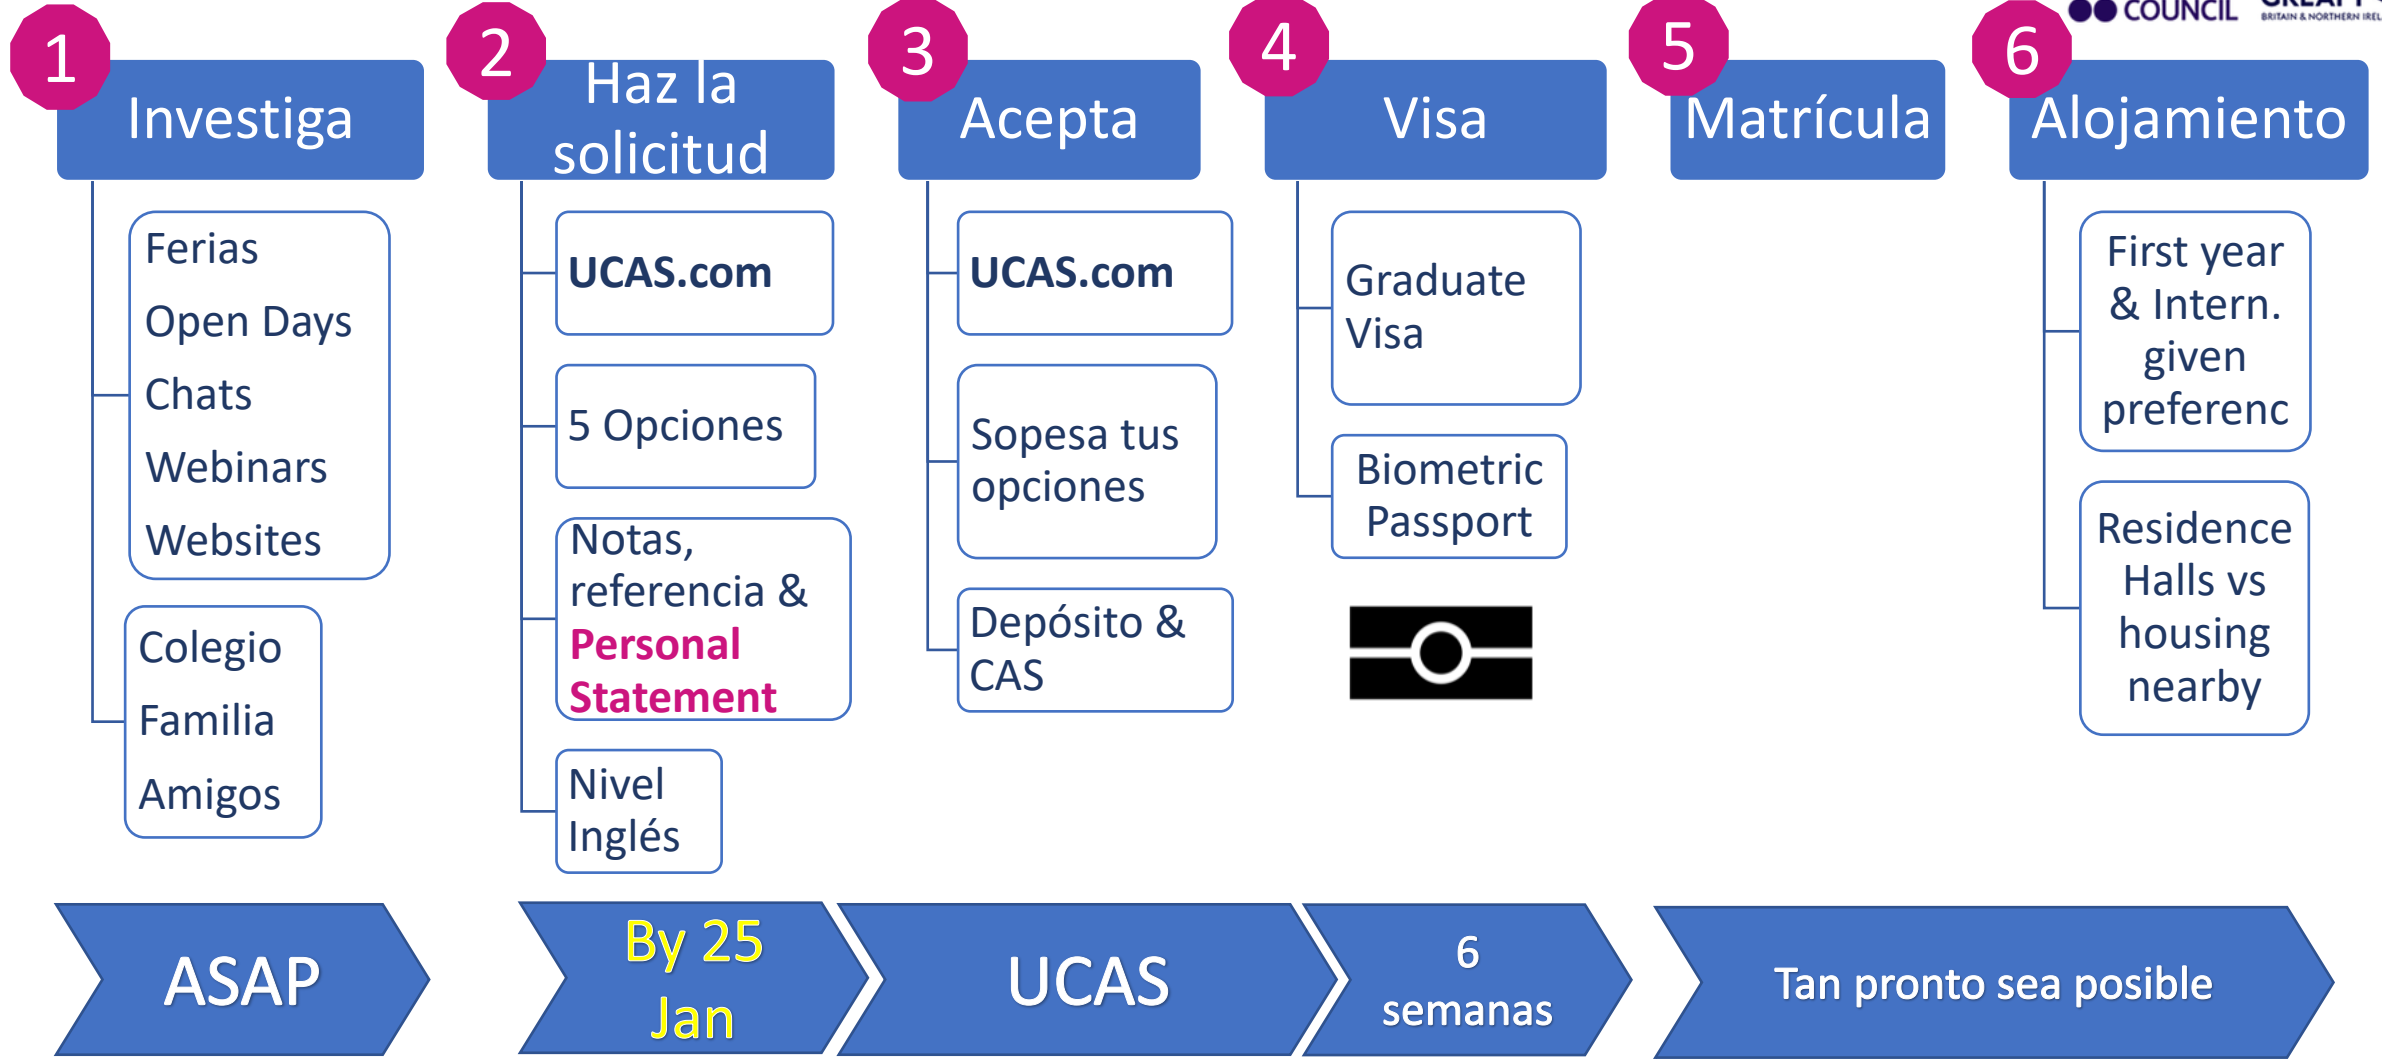 1
Investiga
Ferias
Open Days
Chats
Webinars
Websites
Colegio
Familia
Amigos
ASAP
2
Haz la
solicitud
UCAS.com
5 Opciones
Notas,
referencia &
Personal
Statement
Nivel
Inglés
By 25
Jan
3
Acepta
UCAS.com
Sopesa tus
opciones
Depósito &
CAS
UCAS
4
Visa
Graduate
Visa
Biometric
Passport
6
semanas
5
Matrícula
6
Alojamiento
First year
& Intern.
given
preferenc
Residence
Halls vs
housing
nearby
Tan pronto sea posible
COUNCIL
BRITAIN & NORTHERN